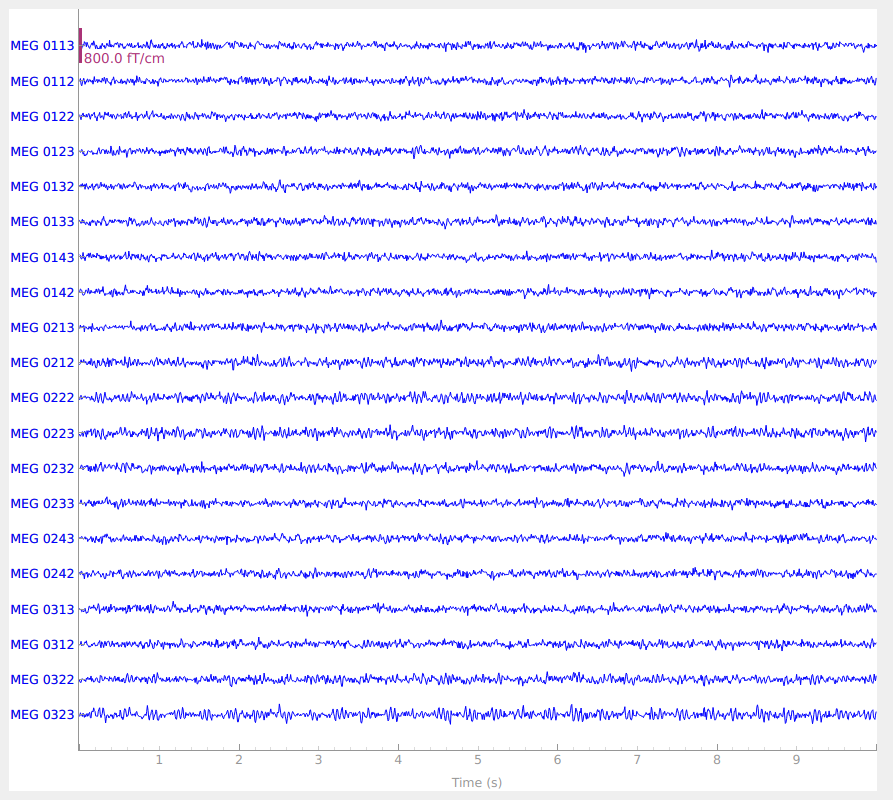 MEG 0113
800.0 fT/cm
MEG 0112
MEG 0122
MEG 0123
MEG 0132
MEG 0133
MEG 0143
MEG 0142
MEG 0213
MEG 0212
MEG 0222
MEG 0223
MEG 0232
MEG 0233
MEG 0243
MEG 0242
MEG 0313
MEG 0312
MEG 0322
MEG 0323
1 2 3 4 5 6 7 8 9
Time (s)